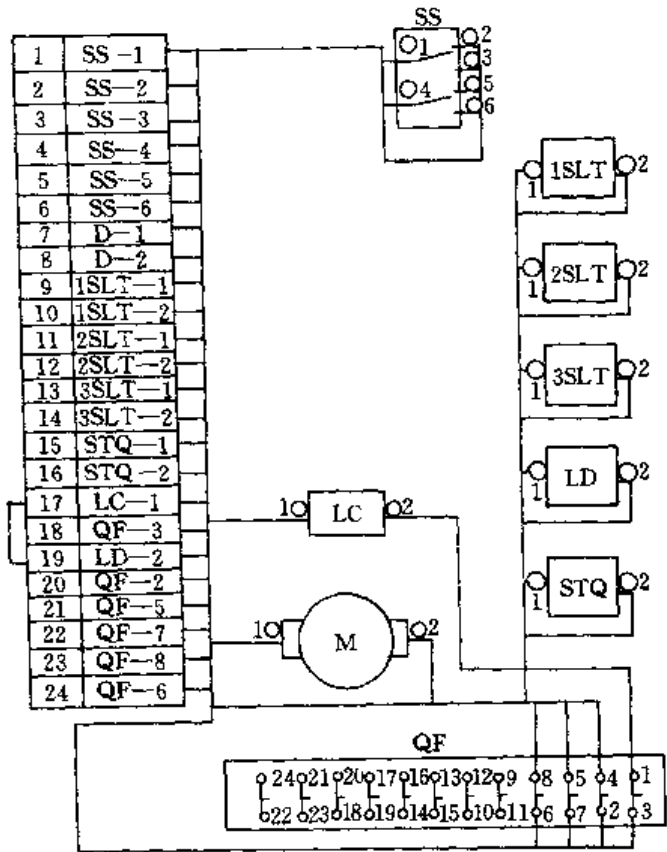 SS
1 SS-1
2 SS-2
3 SS-3
4 SS-4
5 SS-5
6 SS-6
7 D-1
8 D-2
9 1SLT-1
10 1SLT-2
11 2SLT-1
12 2SLT-2
13 3SLT-1
14 3SLT-2
15 STQ-1
16 STQ-2
17 LC-1
18 QF-3
19 LD-2
20 QF-2
21 QF-5
22 QF-7
23 QF-8
24 QF-6
1 2
3
4 5
6
1 1SLT 2
1 2SLT 2
1 3SLT 2
1 LD 2
1 STQ 2
1 LC 2
1 M 2
QF
24 21 20 17 16 13 12 9 8 5 4 1
22 23 18 19 14 15 10 11 6 7 2 3